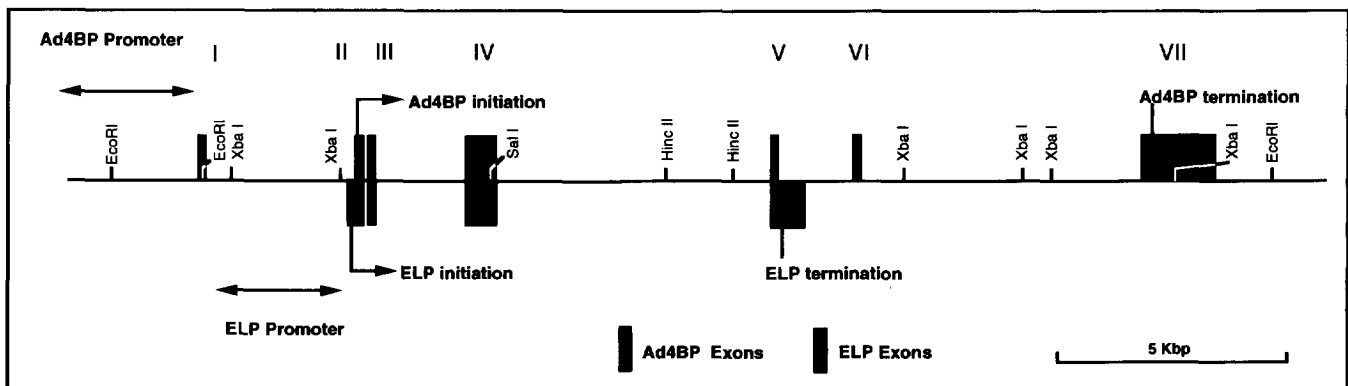 Ad4BP Promoter
I II III IV V VI VII
Ad4BP initiation
Ad4BP termination
EcoRI
EcoRI
Xba I
Xba I
Sal I
Hinc II
Hinc II
Xba I
Xba I
Xba I
Xba I
EcoRI
ELP initiation
ELP termination
ELP Promoter
Ad4BP Exons
ELP Exons
5 Kbp